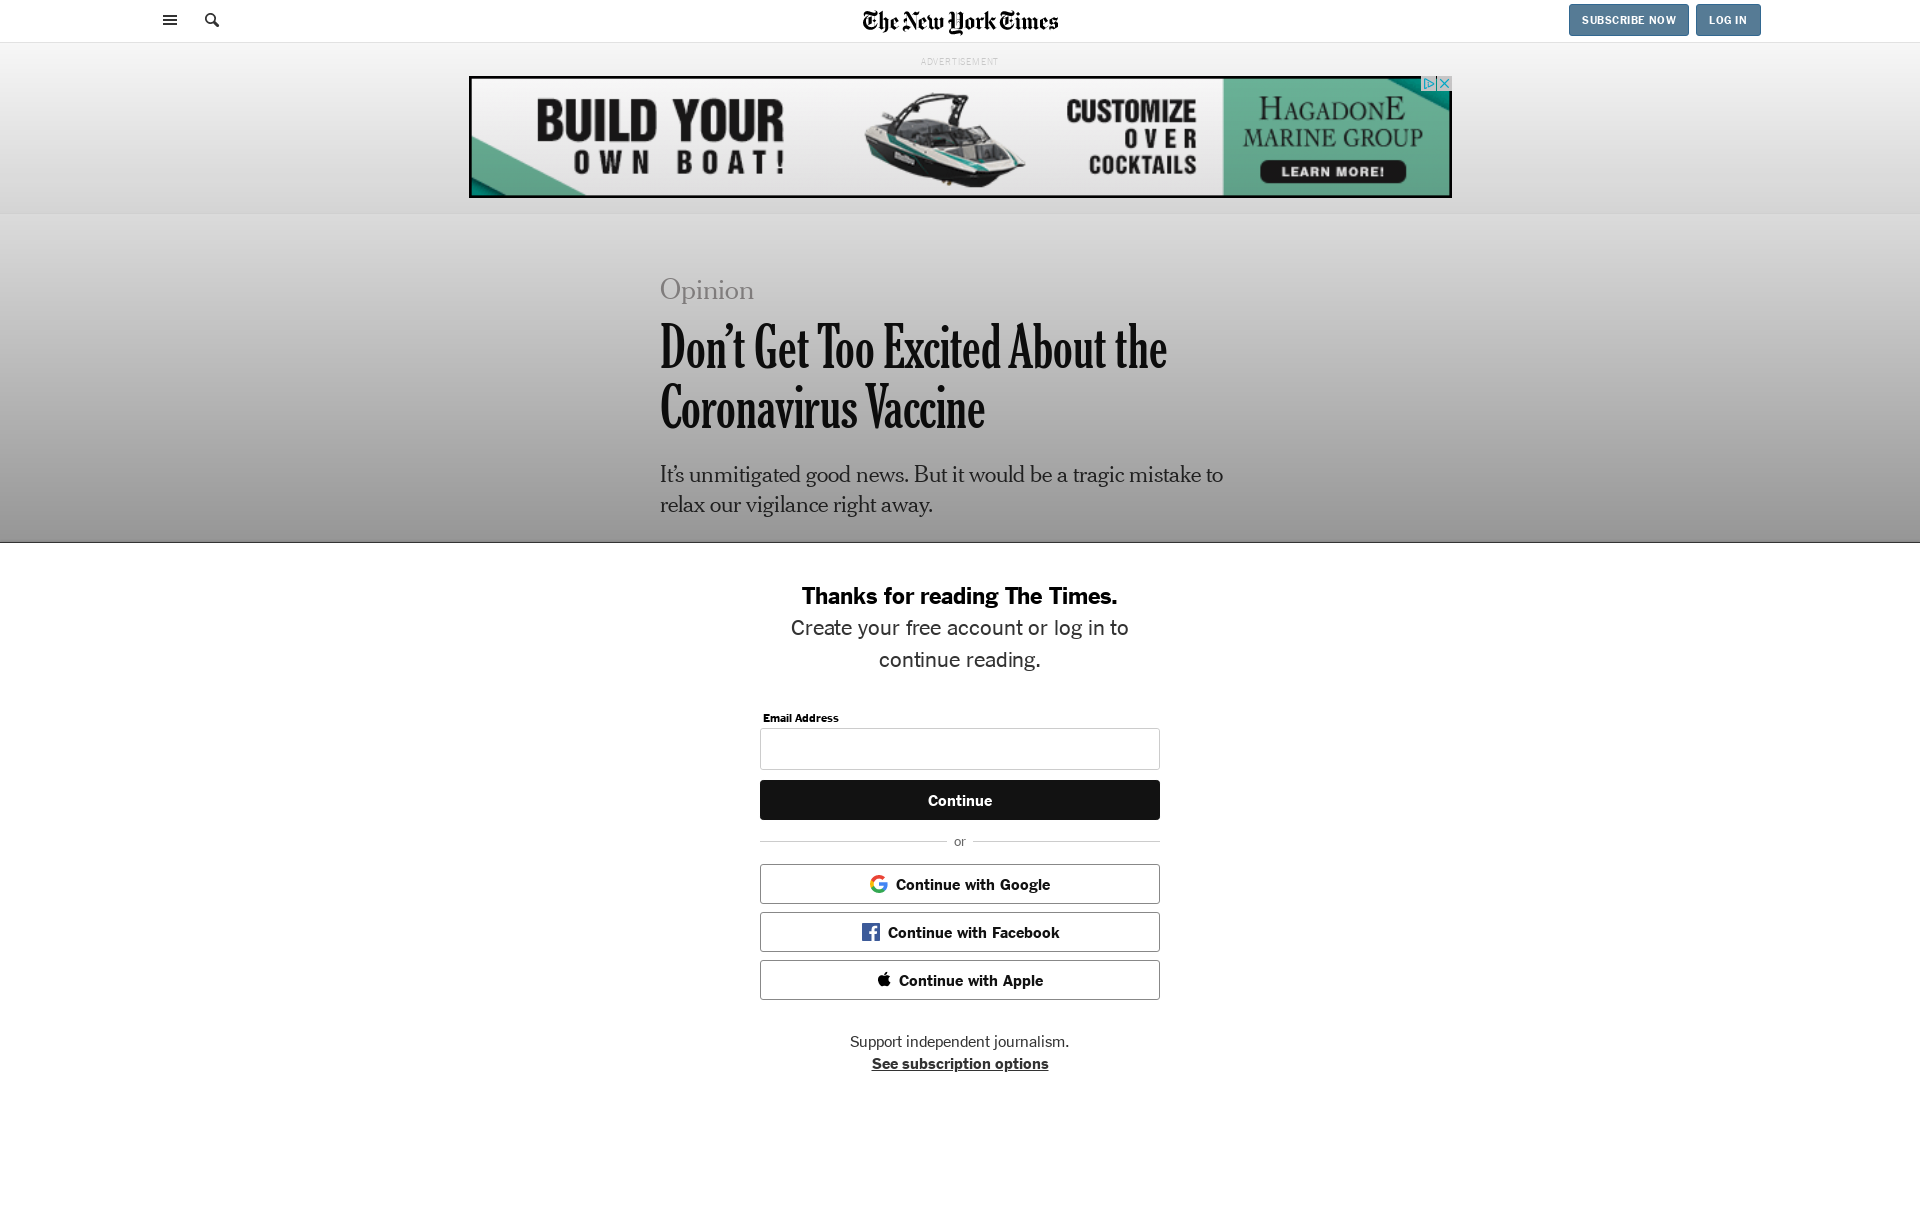 The New York Times
SUBSCRIBE NOW
LOG IN
ADVERTISEMENT
BUILD YOUR
OWN BOAT!
CUSTOMIZE
OVER
COCKTAILS
HAGADONE
MARINE GROUP
LEARN MORE!
Opinion
Don’t Get Too Excited About the
Coronavirus Vaccine
It’s unmitigated good news. But it would be a tragic mistake to
relax our vigilance right away.
Thanks for reading The Times.
Create your free account or log in to
continue reading.
Email Address
Continue
or
Continue with Google
Continue with Facebook
Continue with Apple
Support independent journalism.
See subscription options